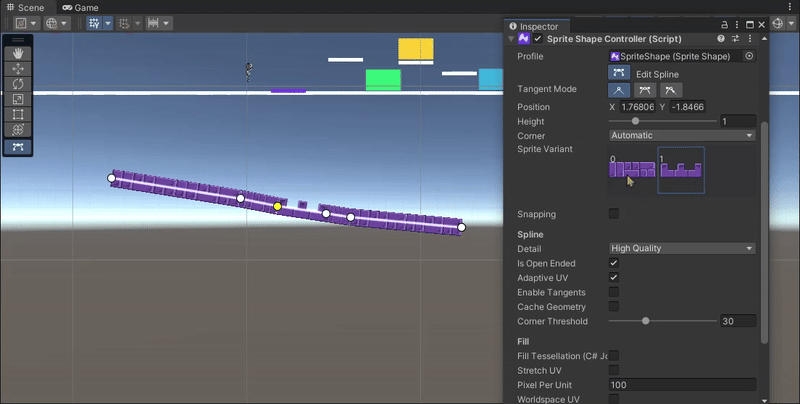 Scene
Game
2D
Inspector
Sprite Shape Controller (Script)
Profile
SpriteShape (Sprite Shape)
Edit Spline
Tangent Mode
Position X 1.76806 Y -1.8466
Height 1
Corner Automatic
Sprite Variant
0 1
Snapping
Spline
Detail High Quality
Is Open Ended
Adaptive UV
Enable Tangents
Cache Geometry
Corner Threshold 30
Fill
Fill Tessellation (C# Jo
Stretch UV
Pixel Per Unit 100
Worldspace UV